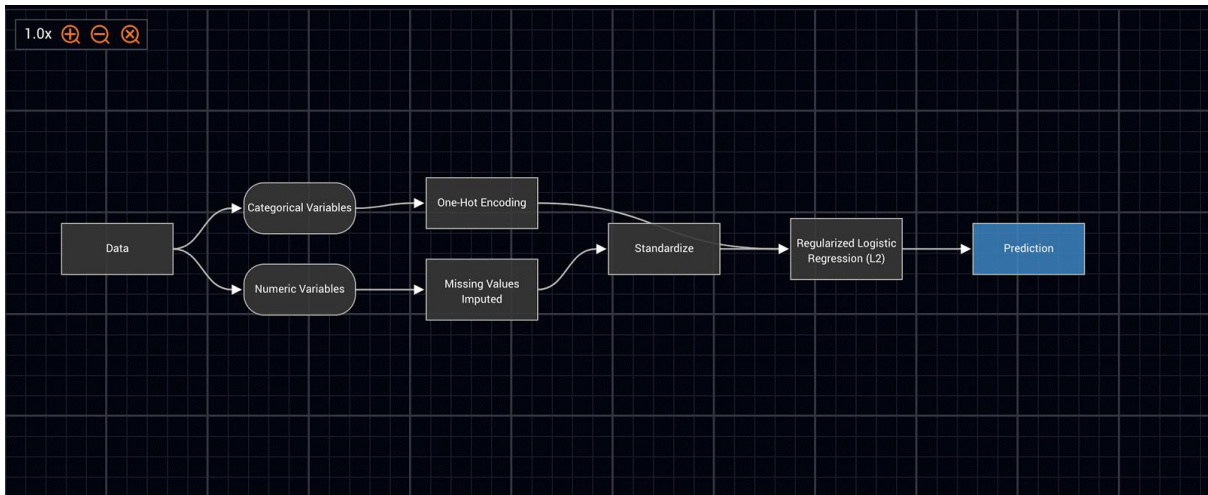 1.0x
Data
Categorical Variables
Numeric Variables
One-Hot Encoding
Missing Values
Imputed
Standardize
Regularized Logistic
Regression (L2)
Prediction